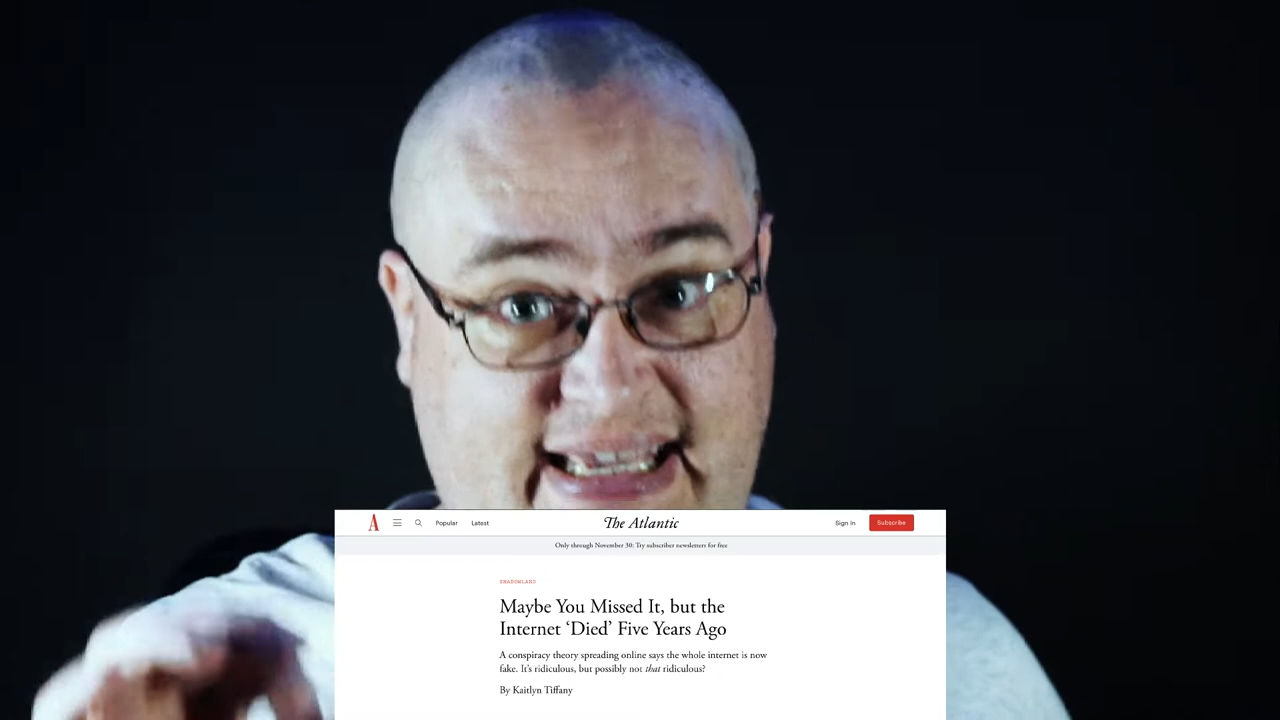 A Popular Latest The Atlantic Sign in Subscribe
Only through November 30: Try subscriber newsletters for free
SHADOWLAND
Maybe You Missed It, but the
Internet ‘Died’ Five Years Ago
A conspiracy theory spreading online says the whole internet is now
fake. It’s ridiculous, but possibly not that ridiculous?
By Kaitlyn Tiffany